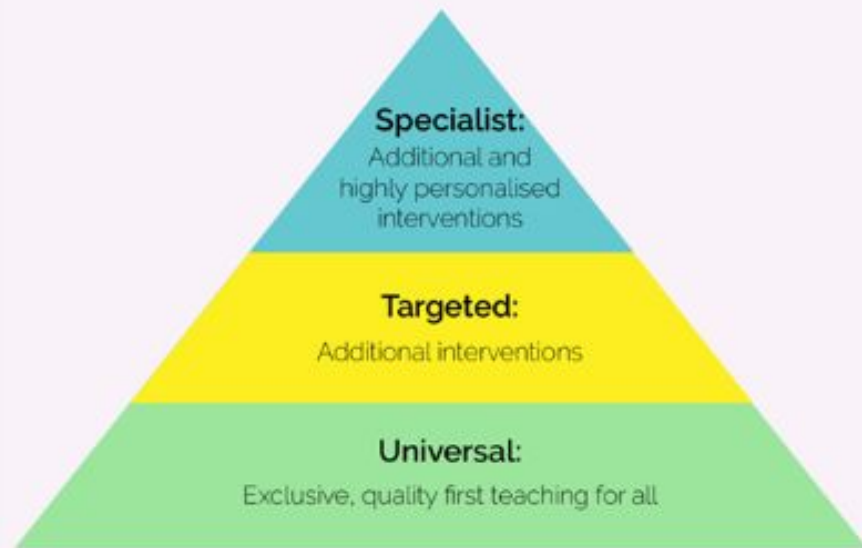 Specialist:
Additional and
highly personalised
interventions
Targeted:
Additional interventions
Universal:
Exclusive, quality first teaching for all